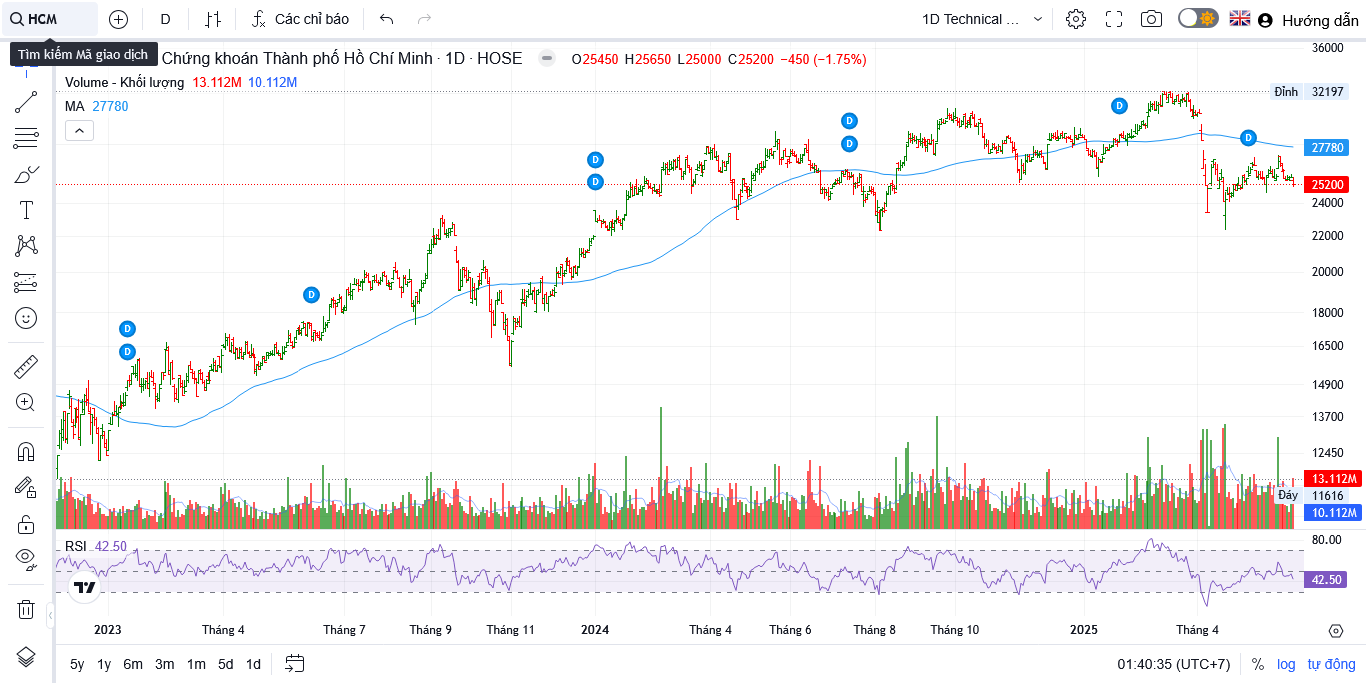 HCM
D
Các chỉ báo
1D Technical ...
Hướng dẫn
Tìm kiếm Mã giao dịch
Chứng khoán Thành phố Hồ Chí Minh · 1D · HOSE
O25450 H25650 L25000 C25200 −450 (−1.75%)
Volume - Khối lượng 13.112M 10.112M
MA 27780
36000
Đỉnh 32197
27780
25200
24000
22000
20000
18000
16500
14900
13700
12450
13.112M
Đáy 11616
10.112M
D
D
D
D
D
D
D
D
D
RSI 42.50
80.00
42.50
2023
Tháng 4
Tháng 7
Tháng 9
Tháng 11
2024
Tháng 4
Tháng 6
Tháng 8
Tháng 10
2025
Tháng 4
5y 1y 6m 3m 1m 5d 1d
01:40:35 (UTC+7)
% log tự động